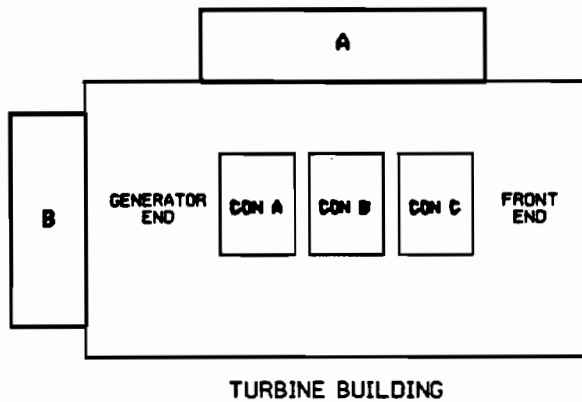 A
B
GENERATOR
END
CON A
CON B
CON C
FRONT
END
TURBINE BUILDING